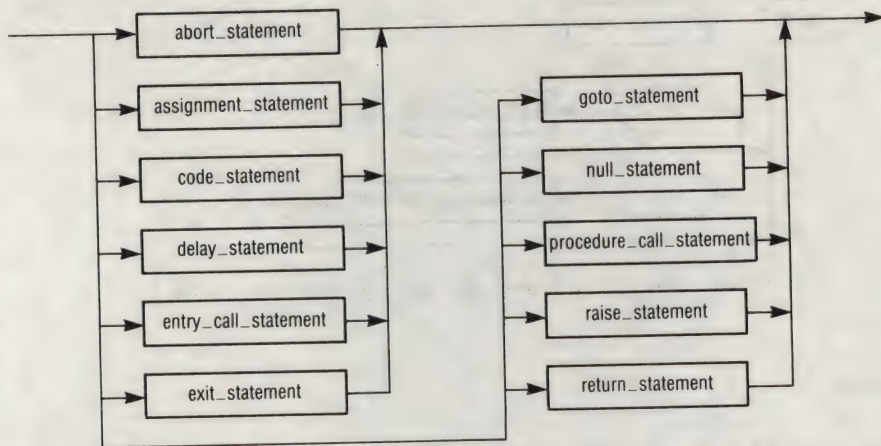 abort_statement
assignment_statement
code_statement
delay_statement
entry_call_statement
exit_statement
goto_statement
null_statement
procedure_call_statement
raise_statement
return_statement